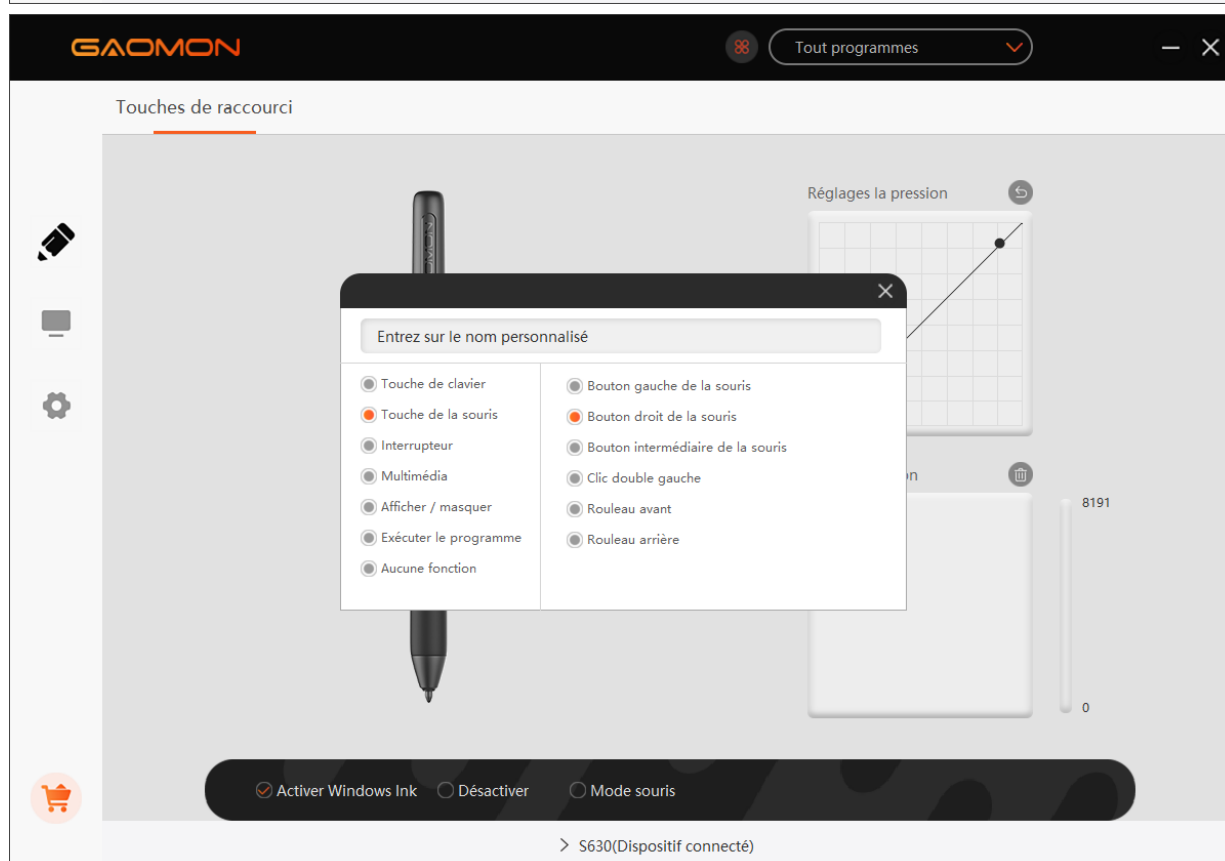 GAOMON
Tout programmes
Touches de raccourci
Réglages la pression
Entrez sur le nom personnalisé
Touche de clavier
Touche de la souris
Interrupteur
Multimédia
Afficher / masquer
Exécuter le programme
Aucune fonction
Bouton gauche de la souris
Bouton droit de la souris
Bouton intermédiaire de la souris
Clic double gauche
Rouleau avant
Rouleau arrière
8191
0
Activer Windows Ink
Désactiver
Mode souris
S630(Dispositif connecté)